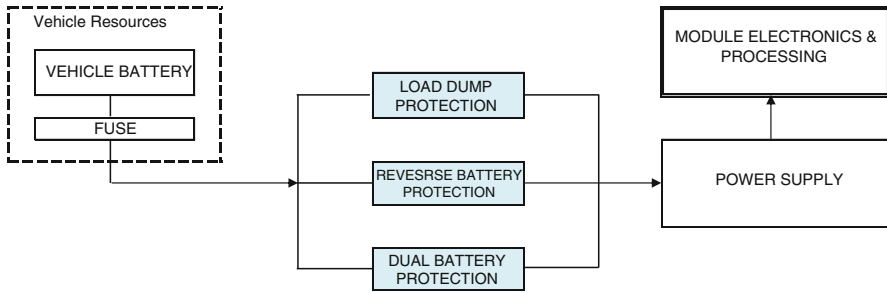 Vehicle Resources
VEHICLE BATTERY
FUSE
LOAD DUMP
PROTECTION
REVESRSE BATTERY
PROTECTION
DUAL BATTERY
PROTECTION
MODULE ELECTRONICS &
PROCESSING
POWER SUPPLY